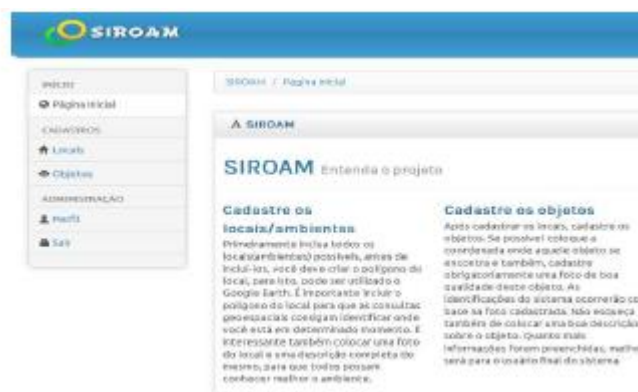 SIROAM
INÍCIO
Página inicial
CADASTROS
Locais
Objetos
ADMINISTRAÇÃO
Perfil
Sair
SIROAM / Página inicial
A SIROAM
SIROAM Entenda o projeto
Cadastre os
locais/ambientes
Primeiramente inclua todos os
locais(ambientes) possíveis, antes de
incluí-los, você deve criar o polígono do
local, para isto, pode ser utilizado o
Google Earth. É importante incluir o
polígono do local para que as consultas
geoespaciais consigam identificar onde
você está em determinado momento. É
interessante também colocar uma foto
do local e uma descrição completa do
mesmo, para que todos possam
conhecer melhor o ambiente.
Cadastre os objetos
Após cadastrar os locais, cadastre os
objetos. Se possível coloque a
coordenada onde aquele objeto se
encontra e também, cadastre
obrigatoriamente uma foto de boa
qualidade deste objeto. As
identificações do sistema ocorrerão co
base na foto cadastrada. Não esqueça
também de colocar uma boa descrição
sobre o objeto. Quanto mais
informações forem preenchidas, melho
será para o usuário final do sistema.